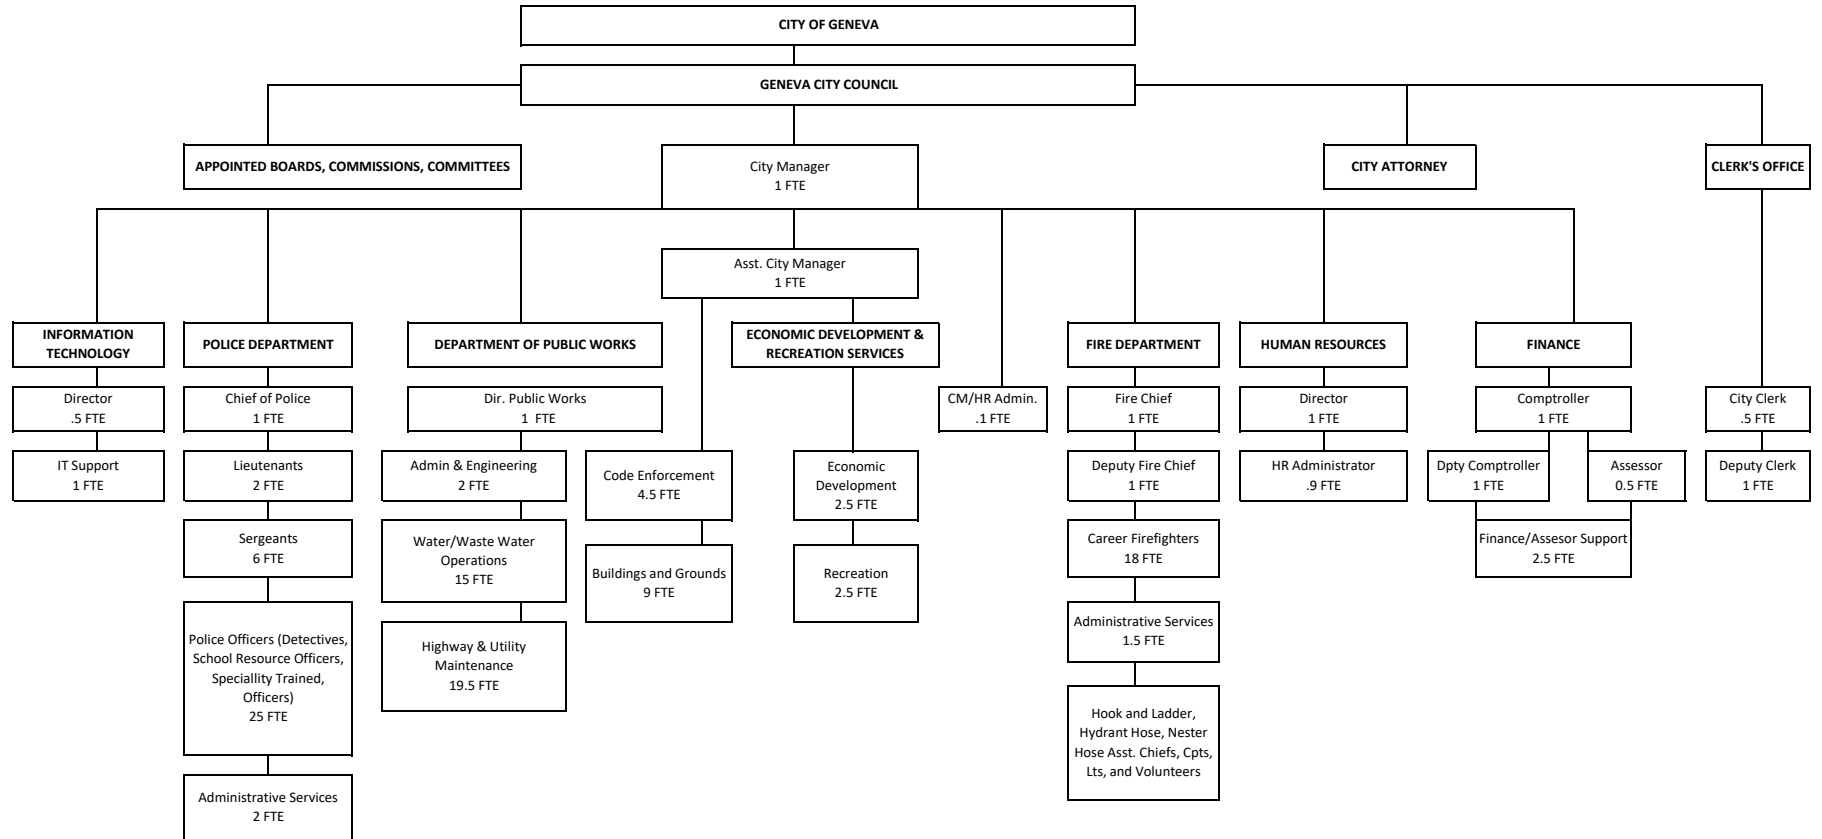 CITY OF GENEVA
GENEVA CITY COUNCIL
APPOINTED BOARDS, COMMISSIONS, COMMITTEES
City Manager
1 FTE
CITY ATTORNEY
CLERK'S OFFICE
Asst. City Manager
1 FTE
INFORMATION
TECHNOLOGY
POLICE DEPARTMENT
DEPARTMENT OF PUBLIC WORKS
ECONOMIC DEVELOPMENT &
RECREATION SERVICES
FIRE DEPARTMENT
HUMAN RESOURCES
FINANCE
Director
.5 FTE
Chief of Police
1 FTE
Dir. Public Works
1 FTE
CM/HR Admin.
.1 FTE
Fire Chief
1 FTE
Director
1 FTE
Comptroller
1 FTE
City Clerk
.5 FTE
IT Support
1 FTE
Lieutenants
2 FTE
Admin & Engineering
2 FTE
Code Enforcement
4.5 FTE
Economic
Development
2.5 FTE
Deputy Fire Chief
1 FTE
HR Administrator
.9 FTE
Dpty Comptroller
1 FTE
Assessor
0.5 FTE
Deputy Clerk
1 FTE
Sergeants
6 FTE
Water/Waste Water
Operations
15 FTE
Buildings and Grounds
9 FTE
Recreation
2.5 FTE
Career Firefighters
18 FTE
Finance/Assesor Support
2.5 FTE
Police Officers (Detectives,
School Resource Officers,
Speciallity Trained,
Officers)
25 FTE
Highway & Utility
Maintenance
19.5 FTE
Administrative Services
1.5 FTE
Hook and Ladder,
Hydrant Hose, Nester
Hose Asst. Chiefs, Cpts,
Lts, and Volunteers
Administrative Services
2 FTE